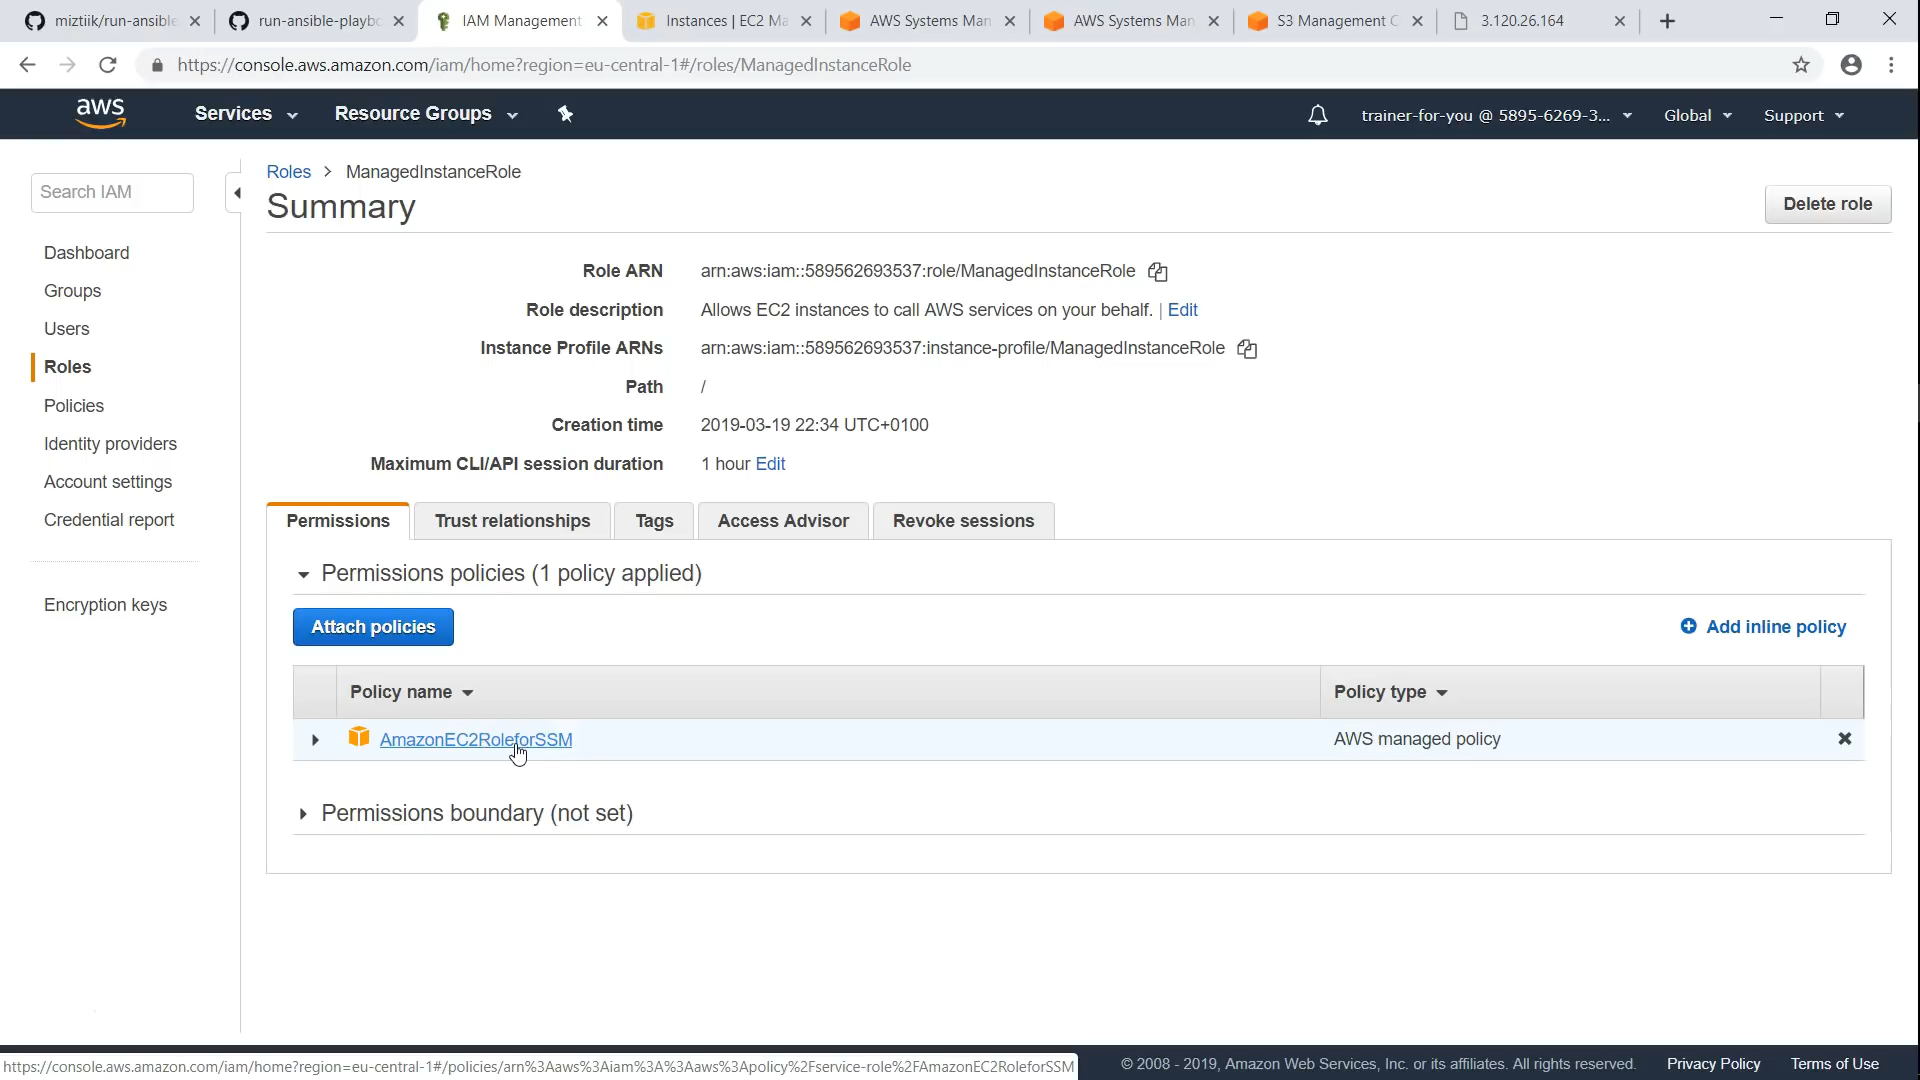 miztiik/run-ansible
run-ansible-playbo
IAM Management
Instances | EC2 Ma
AWS Systems Man
AWS Systems Man
S3 Management C
3.120.26.164
https://console.aws.amazon.com/iam/home?region=eu-central-1#/roles/ManagedInstanceRole
aws
Services
Resource Groups
trainer-for-you @ 5895-6269-3...
Global
Support
Search IAM
Dashboard
Groups
Users
Roles
Policies
Identity providers
Account settings
Credential report
Encryption keys
Roles > ManagedInstanceRole
Summary
Delete role
Role ARN arn:aws:iam::589562693537:role/ManagedInstanceRole
Role description Allows EC2 instances to call AWS services on your behalf. | Edit
Instance Profile ARNs arn:aws:iam::589562693537:instance-profile/ManagedInstanceRole
Path /
Creation time 2019-03-19 22:34 UTC+0100
Maximum CLI/API session duration 1 hour Edit
Permissions
Trust relationships
Tags
Access Advisor
Revoke sessions
Permissions policies (1 policy applied)
Attach policies
Add inline policy
Policy name
Policy type
AmazonEC2RoleforSSM
AWS managed policy
Permissions boundary (not set)
https://console.aws.amazon.com/iam/home?region=eu-central-1#/policies/arn%3Aaws%3Aiam%3A%3Aaws%3Apolicy%2Fservice-role%2FAmazonEC2RoleforSSM
© 2008 - 2019, Amazon Web Services, Inc. or its affiliates. All rights reserved.
Privacy Policy
Terms of Use